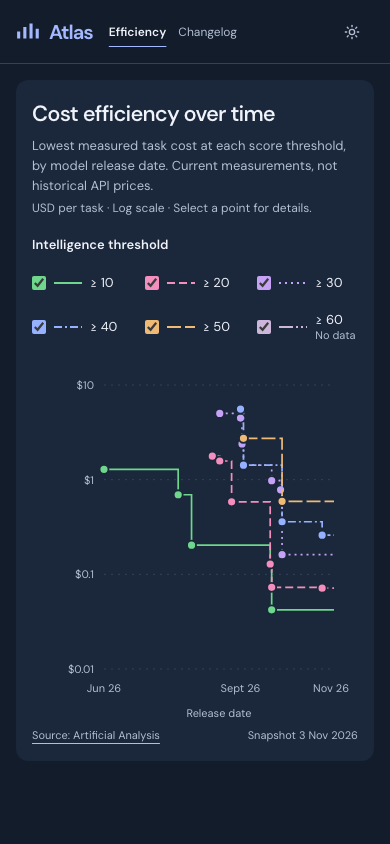 Atlas
Efficiency
Changelog
Cost efficiency over time
Lowest measured task cost at each score threshold,
by model release date. Current measurements, not
historical API prices.
USD per task · Log scale · Select a point for details.
Intelligence threshold
≥ 10
≥ 20
≥ 30
≥ 40
≥ 50
≥ 60
No data
$10
$1
$0.1
$0.01
Jun 26
Sept 26
Nov 26
Release date
Source: Artificial Analysis
Snapshot 3 Nov 2026